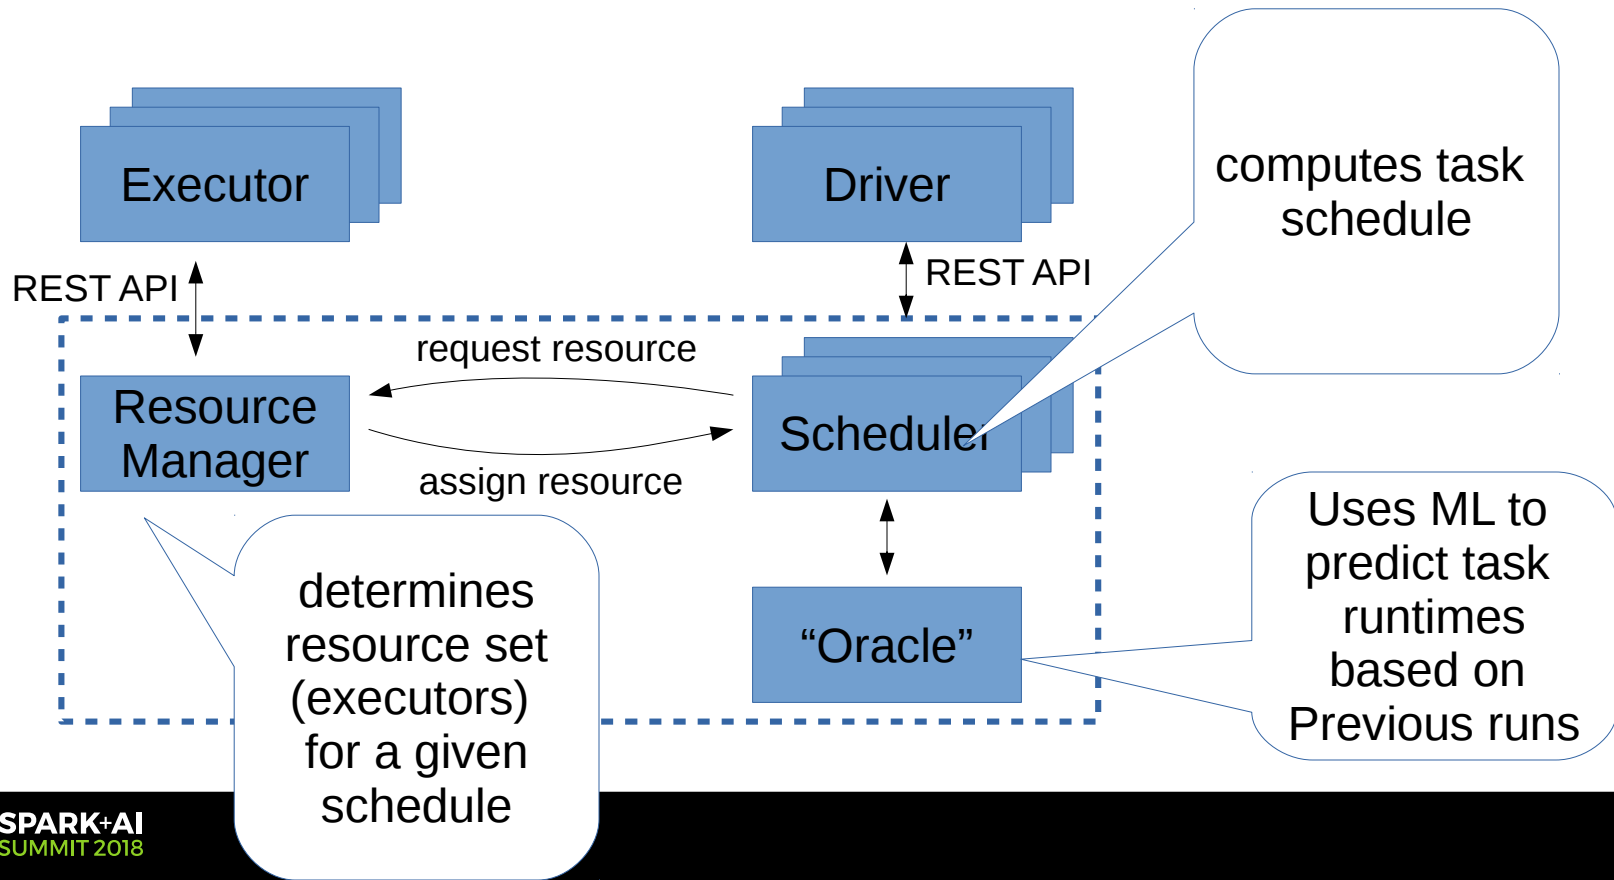 Executor
Driver
computes task
schedule
REST API
REST API
request resource
Resource
Manager
Scheduler
assign resource
determines
resource set
(executors)
for a given
schedule
“Oracle”
Uses ML to
predict task
runtimes
based on
Previous runs
SPARK+AI
SUMMIT 2018